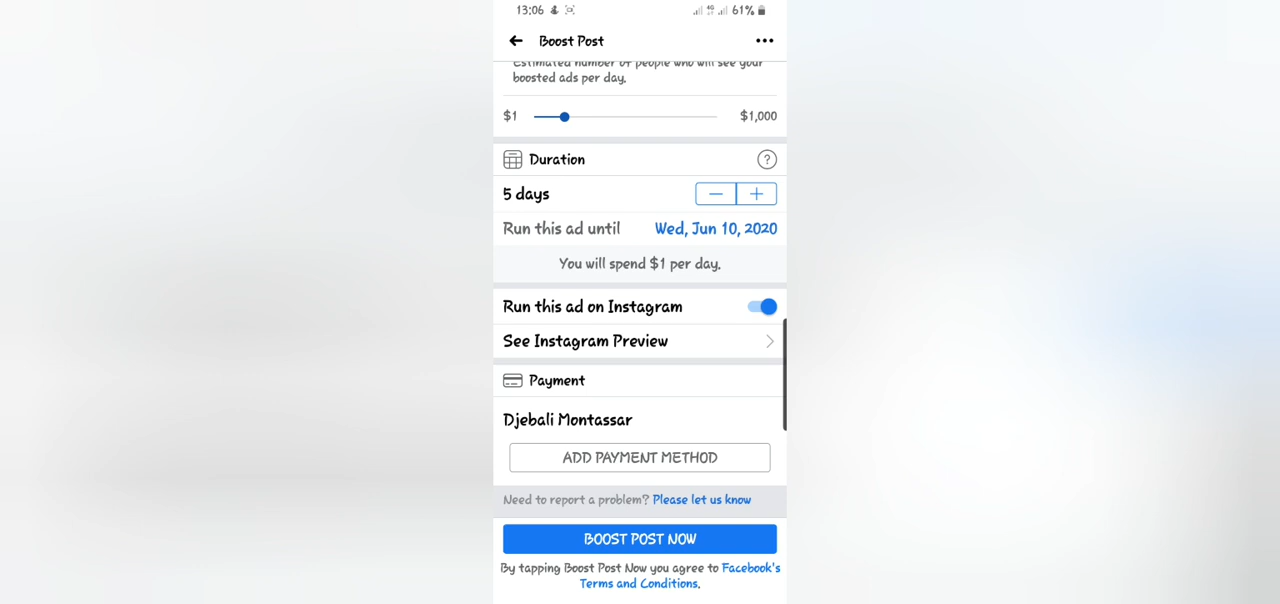 13:06 4G 61%
Boost Post
Estimated number of people who will see your
boosted ads per day.
$1 $1,000
Duration ?
5 days
Run this ad until Wed, Jun 10, 2020
You will spend $1 per day.
Run this ad on Instagram
See Instagram Preview
Payment
Djebali Montassar
ADD PAYMENT METHOD
Need to report a problem? Please let us know
BOOST POST NOW
By tapping Boost Post Now you agree to Facebook's
Terms and Conditions.